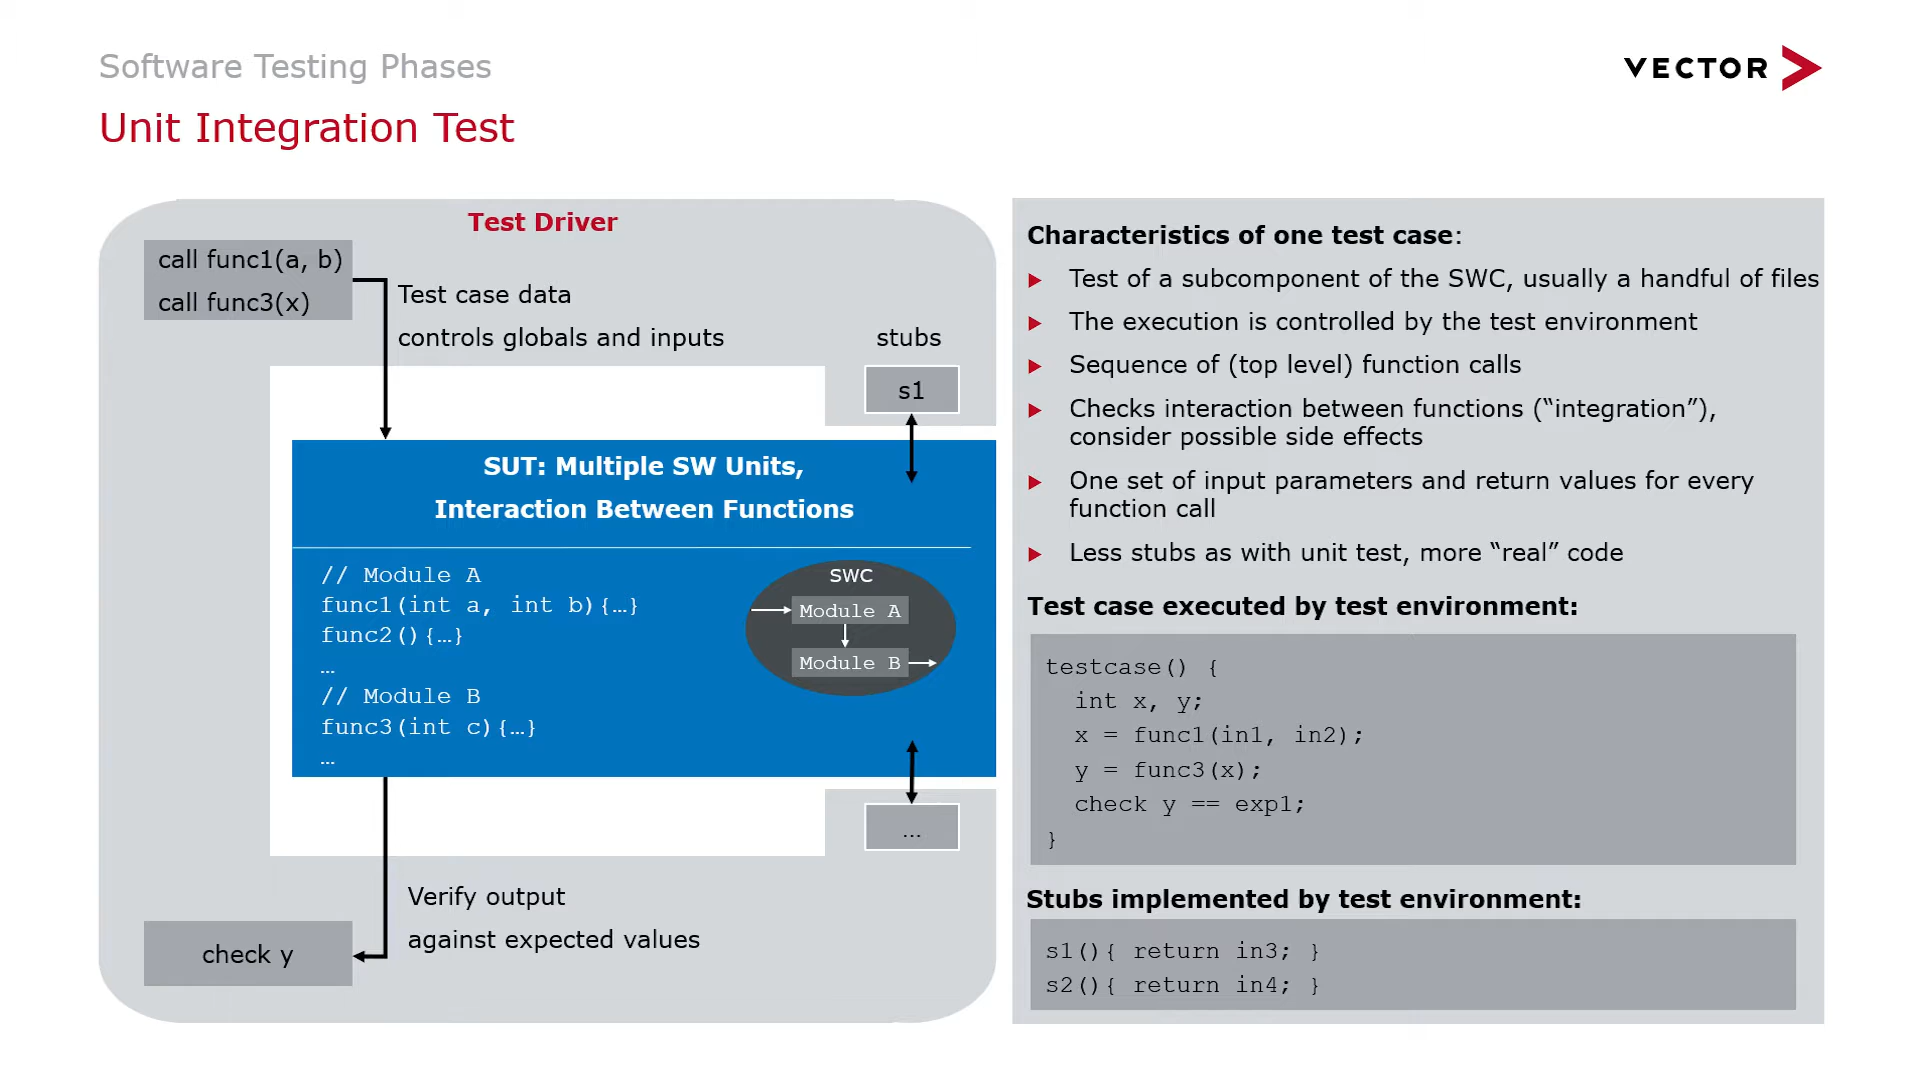 Software Testing Phases
Unit Integration Test
VECTOR
Test Driver
call func1(a, b)
call func3(x)
Test case data
controls globals and inputs
stubs
s1
SUT: Multiple SW Units,
Interaction Between Functions
// Module A
func1(int a, int b){…}
func2(){…}
…
// Module B
func3(int c){…}
…
SWC
Module A
Module B
…
Verify output
against expected values
check y
Characteristics of one test case:
Test of a subcomponent of the SWC, usually a handful of files
The execution is controlled by the test environment
Sequence of (top level) function calls
Checks interaction between functions (“integration”),
consider possible side effects
One set of input parameters and return values for every
function call
Less stubs as with unit test, more “real” code
Test case executed by test environment:
testcase() {
int x, y;
x = func1(in1, in2);
y = func3(x);
check y == exp1;
}
Stubs implemented by test environment:
s1(){ return in3; }
s2(){ return in4; }